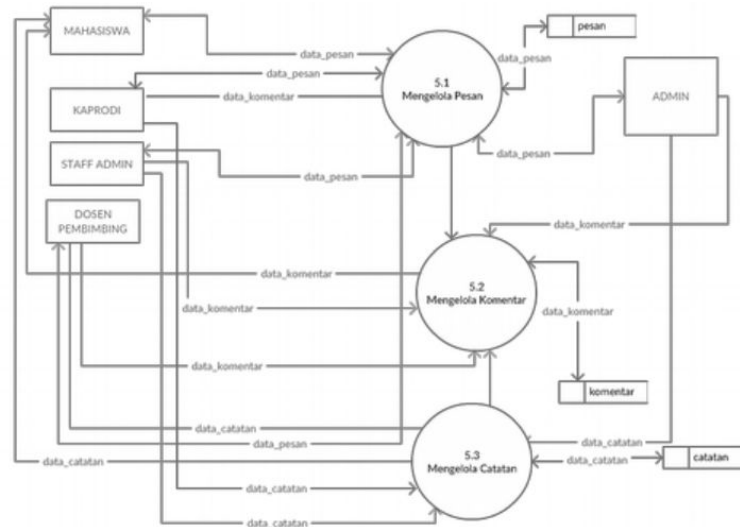 MAHASISWA
data_pesan
pesan
data_pesan
5.1
Mengelola Pesan
data_pesan
ADMIN
KAPRODI
data_komentar
STAFF ADMIN
data_pesan
data_pesan
DOSEN
PEMBIMBING
data_komentar
data_komentar
5.2
Mengelola Komentar
data_komentar
data_komentar
data_komentar
komentar
data_catatan
data_pesan
data_catatan
5.3
Mengelola Catatan
data_catatan
data_catatan
catatan
data_catatan
data_catatan